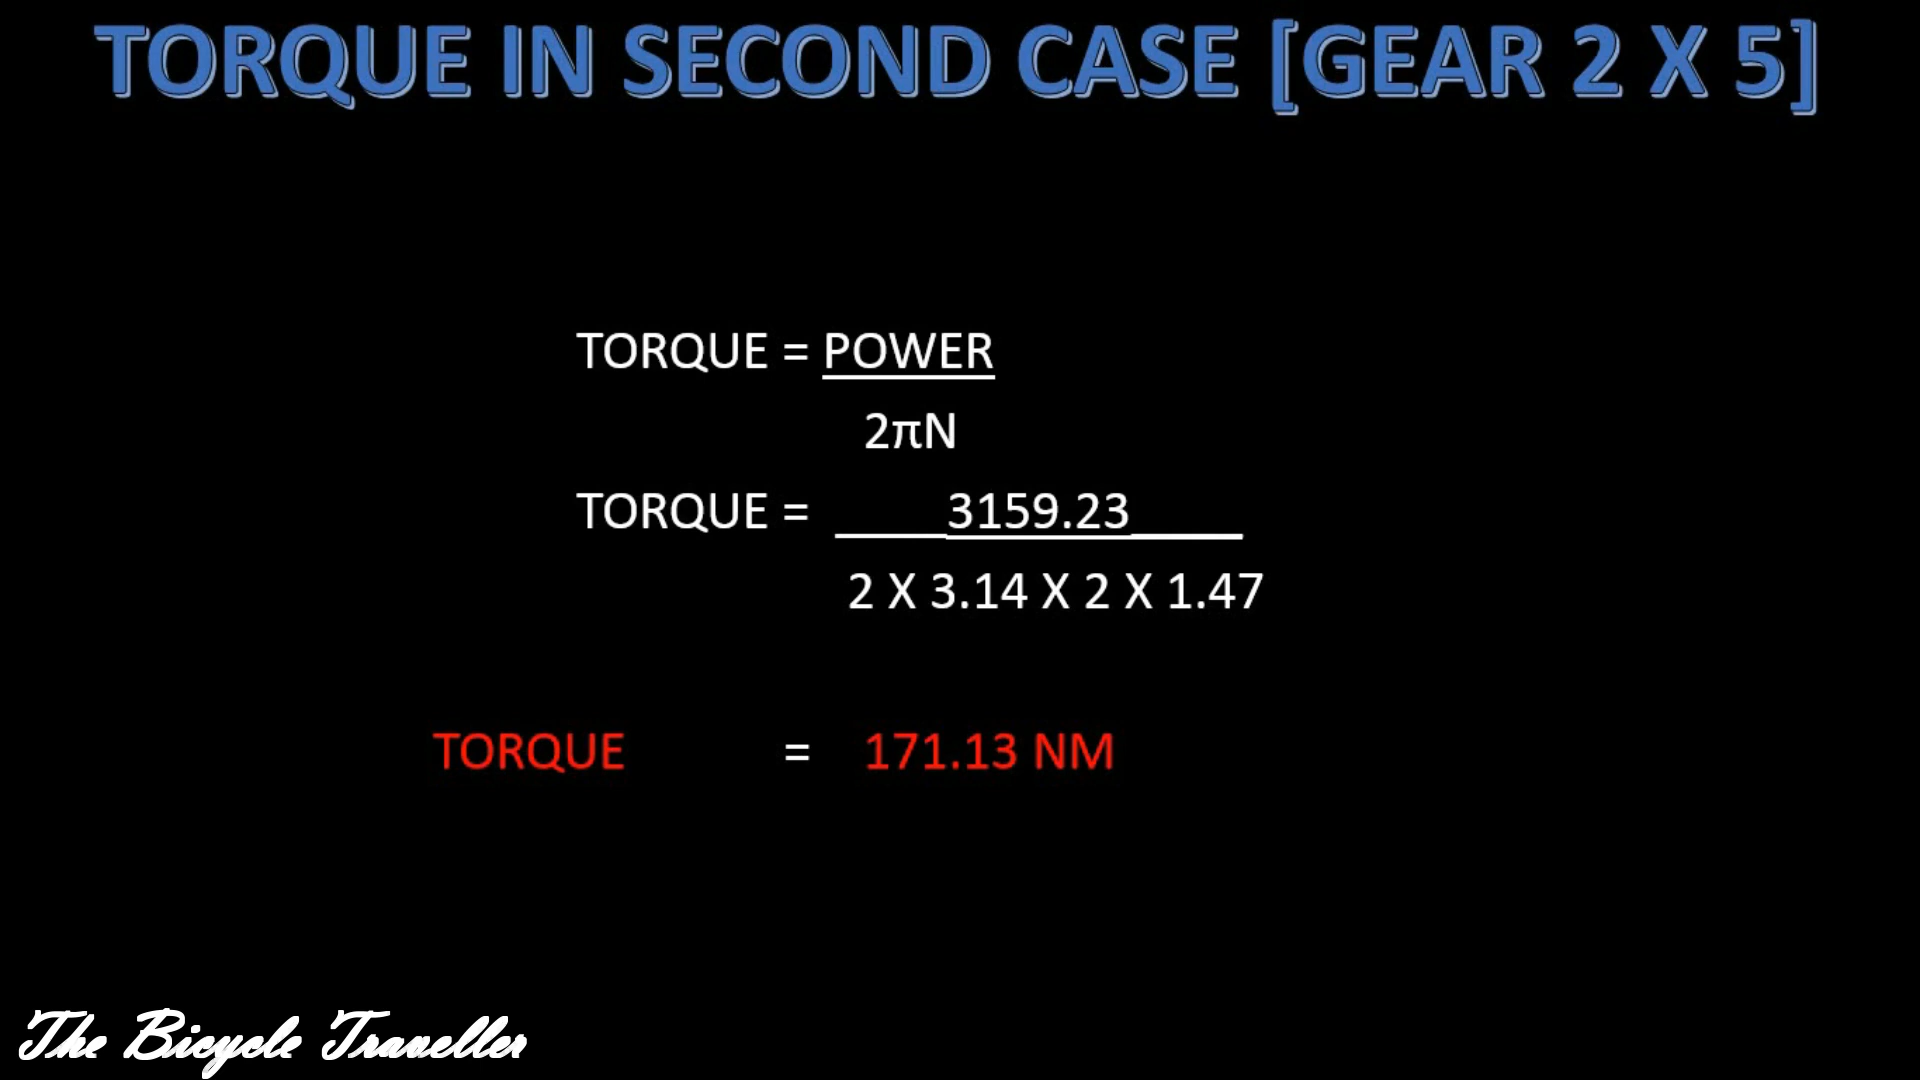 TORQUE IN SECOND CASE [GEAR 2 X 5]
TORQUE = POWER
2πN
TORQUE = 3159.23
2 X 3.14 X 2 X 1.47
TORQUE = 171.13 NM
The Bicycle Traveller